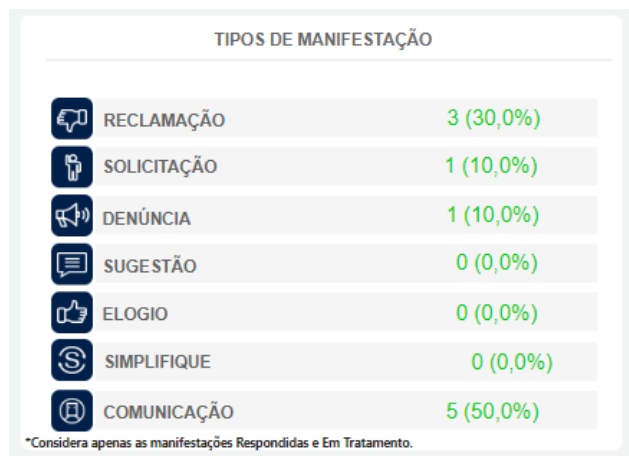 TIPOS DE MANIFESTAÇÃO
RECLAMAÇÃO 3 (30,0%)
SOLICITAÇÃO 1 (10,0%)
DENÚNCIA 1 (10,0%)
SUGESTÃO 0 (0,0%)
ELOGIO 0 (0,0%)
SIMPLIFIQUE 0 (0,0%)
COMUNICAÇÃO 5 (50,0%)
*Considera apenas as manifestações Respondidas e Em Tratamento.